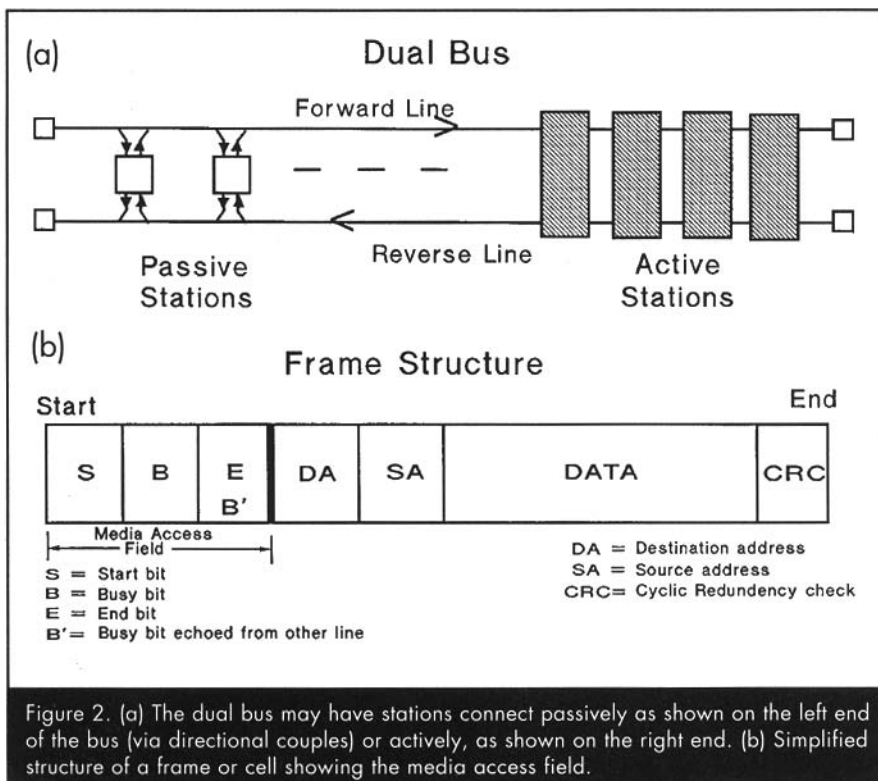 (a)
Dual Bus
Forward Line
Reverse Line
Passive
Stations
Active
Stations
(b)
Frame Structure
Start
End
S
B
E
B'
DA
SA
DATA
CRC
Media Access
Field
S = Start bit
B = Busy bit
E = End bit
B'= Busy bit echoed from other line
DA = Destination address
SA = Source address
CRC= Cyclic Redundancy check
Figure 2. (a) The dual bus may have stations connect passively as shown on the left end
of the bus (via directional couples) or actively, as shown on the right end. (b) Simplified
structure of a frame or cell showing the media access field.